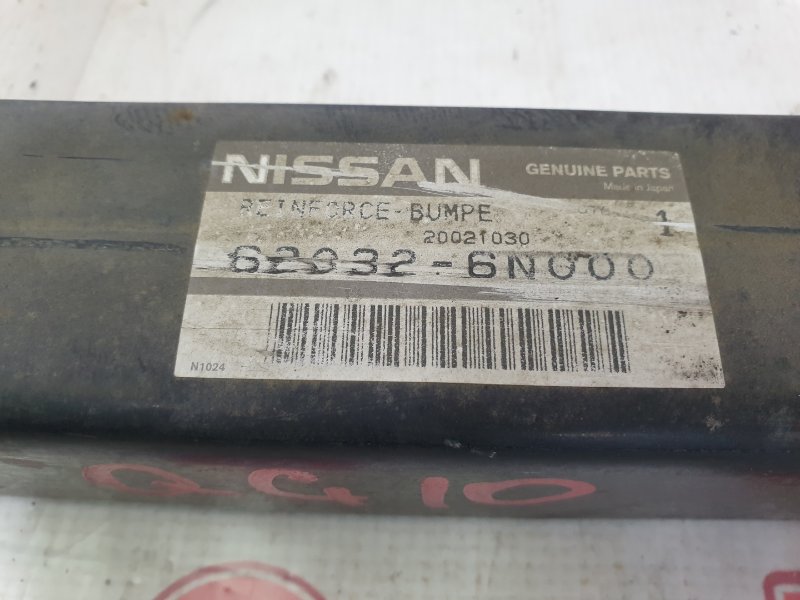 NISSAN
GENUINE PARTS
Made in Japan
REINFORCE-BUMPE
1
20021030
62032-6N000
N1024
QG10